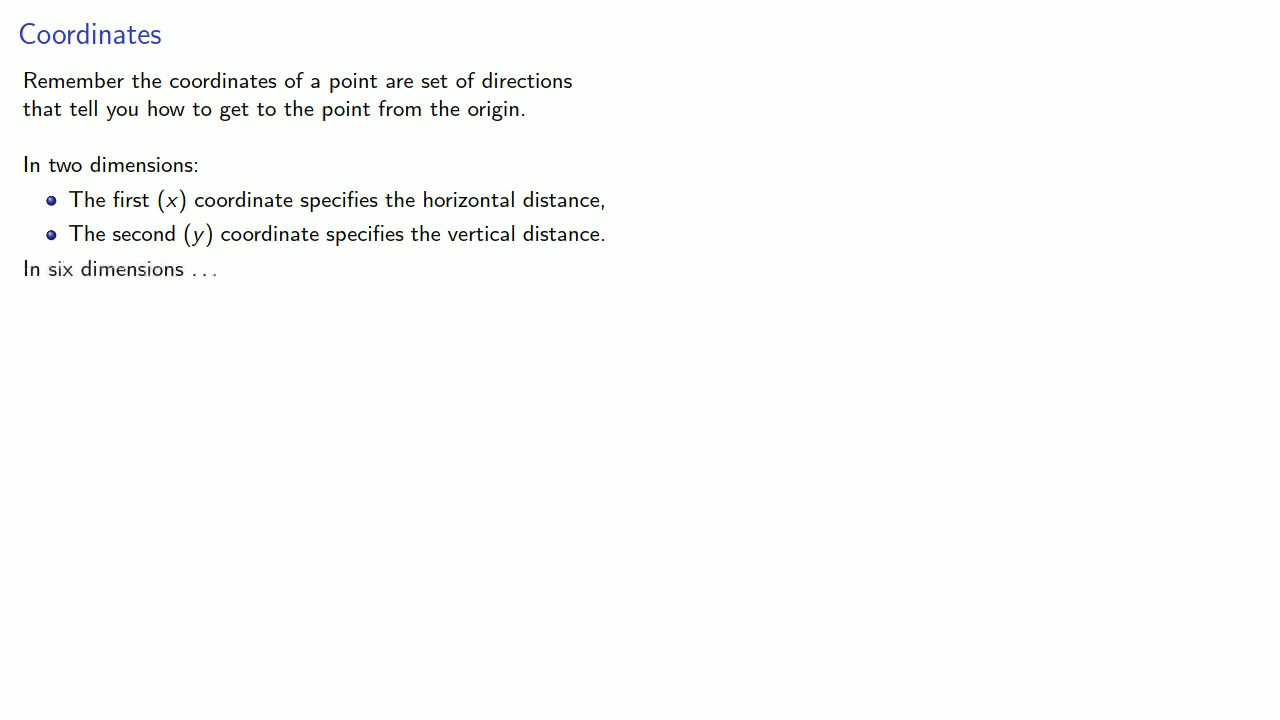 Coordinates
Remember the coordinates of a point are set of directions
that tell you how to get to the point from the origin.
In two dimensions:
The first (x) coordinate specifies the horizontal distance,
The second (y) coordinate specifies the vertical distance.
In six dimensions ...